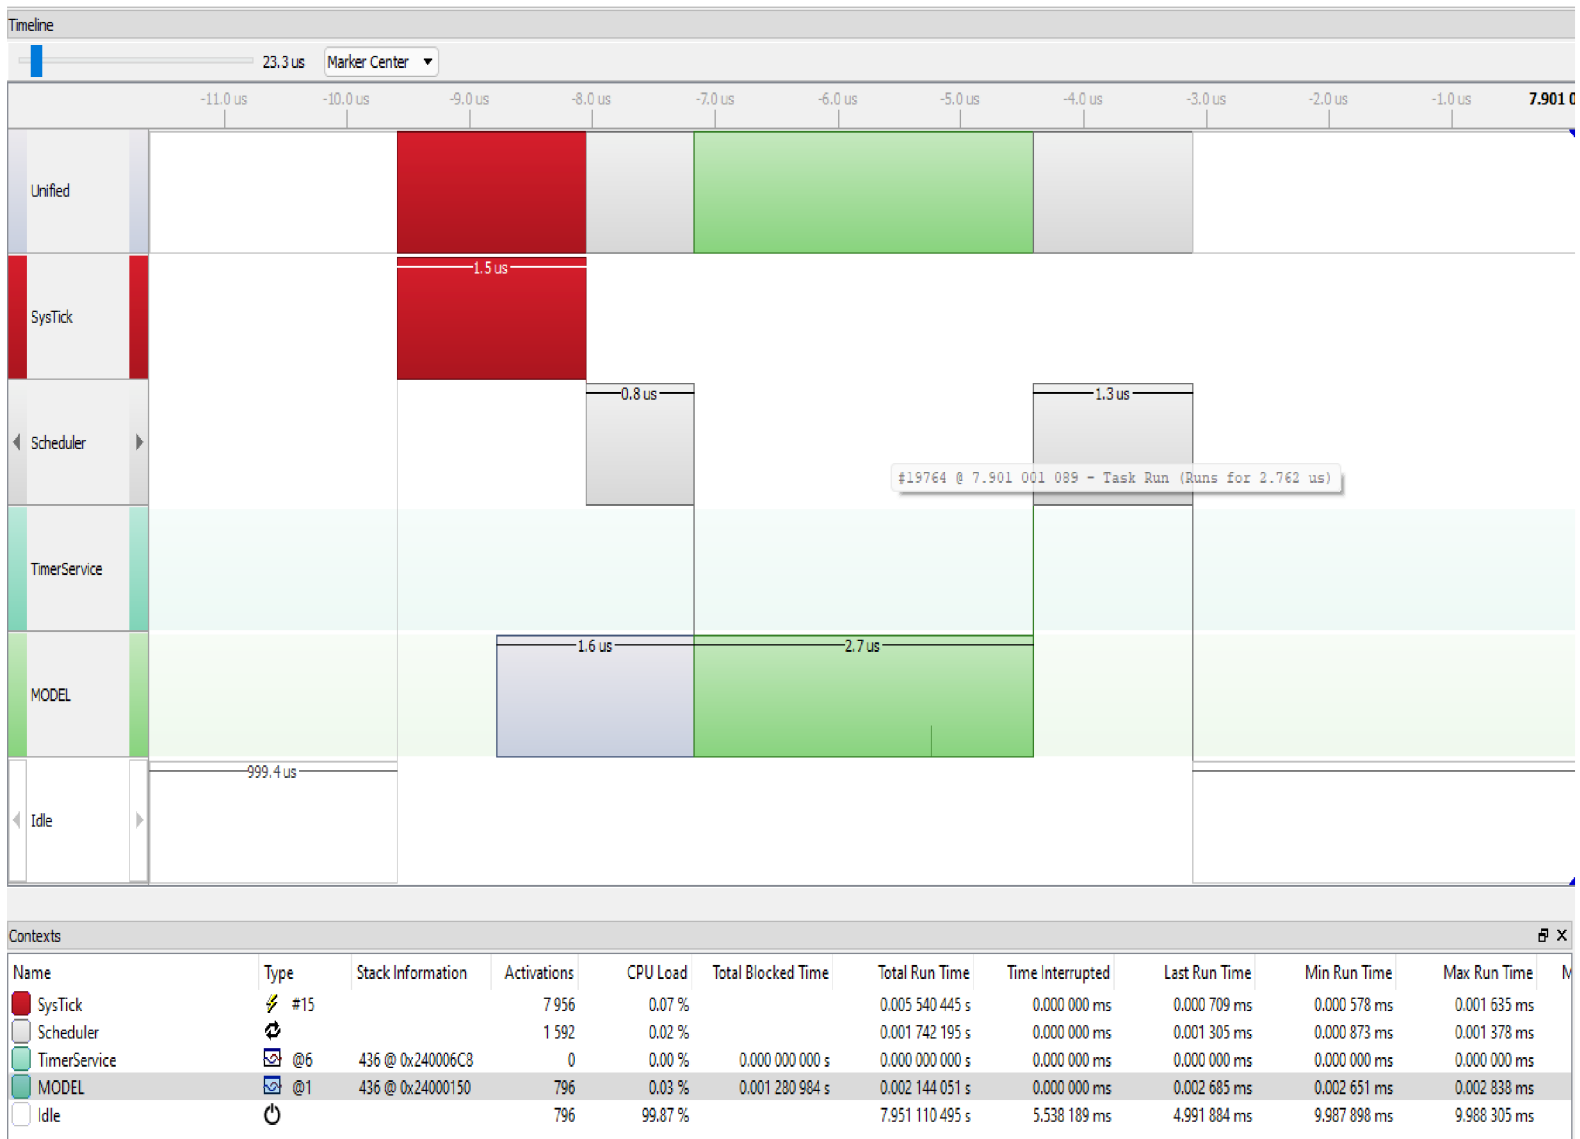 Timeline
23.3 us Marker Center
-11.0 us -10.0 us -9.0 us -8.0 us -7.0 us -6.0 us -5.0 us -4.0 us -3.0 us -2.0 us -1.0 us 7.901 0
Unified
SysTick
1.5 us
Scheduler
0.8 us 1.3 us
#19764 @ 7.901 001 089 - Task Run (Runs for 2.762 us)
TimerService
MODEL
1.6 us 2.7 us
Idle
999.4 us
Contexts
Name Type Stack Information Activations CPU Load Total Blocked Time Total Run Time Time Interrupted Last Run Time Min Run Time Max Run Time M
SysTick #15 7 956 0.07 % 0.005 540 445 s 0.000 000 ms 0.000 709 ms 0.000 578 ms 0.001 635 ms
Scheduler 1 592 0.02 % 0.001 742 195 s 0.000 000 ms 0.001 305 ms 0.000 873 ms 0.001 378 ms
TimerService @6 436 @ 0x240006C8 0 0.00 % 0.000 000 000 s 0.000 000 000 s 0.000 000 ms 0.000 000 ms 0.000 000 ms 0.000 000 ms
MODEL @1 436 @ 0x24000150 796 0.03 % 0.001 280 984 s 0.002 144 051 s 0.000 000 ms 0.002 685 ms 0.002 651 ms 0.002 838 ms
Idle 796 99.87 % 7.951 110 495 s 5.538 189 ms 4.991 884 ms 9.987 898 ms 9.988 305 ms